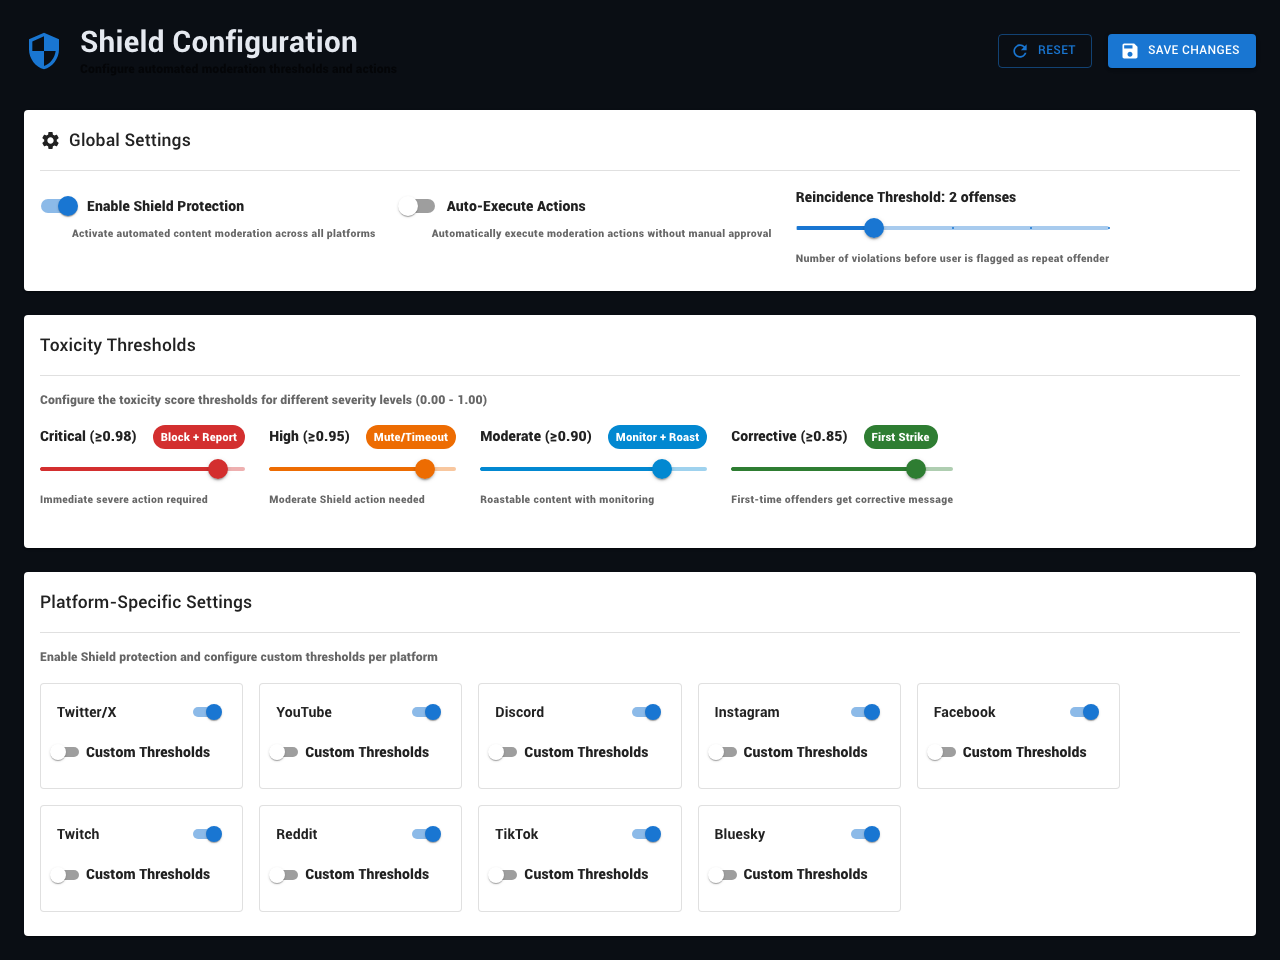 Shield Configuration
Configure automated moderation thresholds and actions
RESET
SAVE CHANGES
Global Settings
Enable Shield Protection
Activate automated content moderation across all platforms
Auto-Execute Actions
Automatically execute moderation actions without manual approval
Reincidence Threshold: 2 offenses
Number of violations before user is flagged as repeat offender
Toxicity Thresholds
Configure the toxicity score thresholds for different severity levels (0.00 - 1.00)
Critical (≥0.98)
Block + Report
Immediate severe action required
High (≥0.95)
Mute/Timeout
Moderate Shield action needed
Moderate (≥0.90)
Monitor + Roast
Roastable content with monitoring
Corrective (≥0.85)
First Strike
First-time offenders get corrective message
Platform-Specific Settings
Enable Shield protection and configure custom thresholds per platform
Twitter/X
Custom Thresholds
YouTube
Custom Thresholds
Discord
Custom Thresholds
Instagram
Custom Thresholds
Facebook
Custom Thresholds
Twitch
Custom Thresholds
Reddit
Custom Thresholds
TikTok
Custom Thresholds
Bluesky
Custom Thresholds